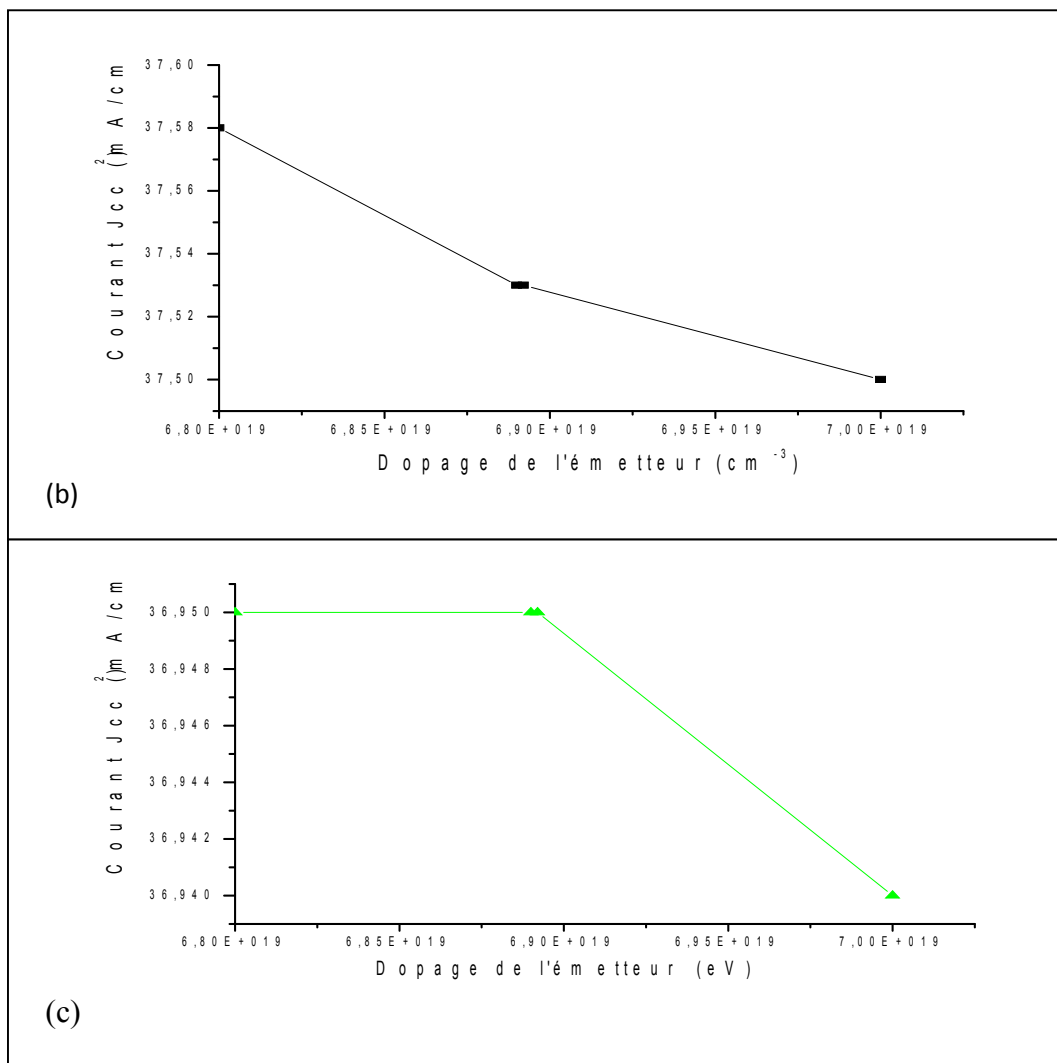 37,60
37,58
37,56
37,54
37,52
37,50
Courant Jcc (mA/cm²)
6,80E+019 6,85E+019 6,90E+019 6,95E+019 7,00E+019
Dopage de l'émetteur (cm⁻³)
(b)
36,950
36,948
36,946
36,944
36,942
36,940
Courant Jcc (mA/cm²)
6,80E+019 6,85E+019 6,90E+019 6,95E+019 7,00E+019
Dopage de l'émetteur (eV)
(c)